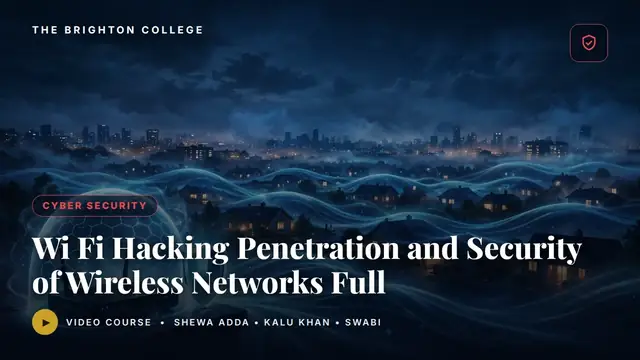 THE BRIGHTON COLLEGE
CYBER SECURITY
Wi Fi Hacking Penetration and Security
of Wireless Networks Full
VIDEO COURSE • SHEWA ADDA • KALU KHAN • SWABI